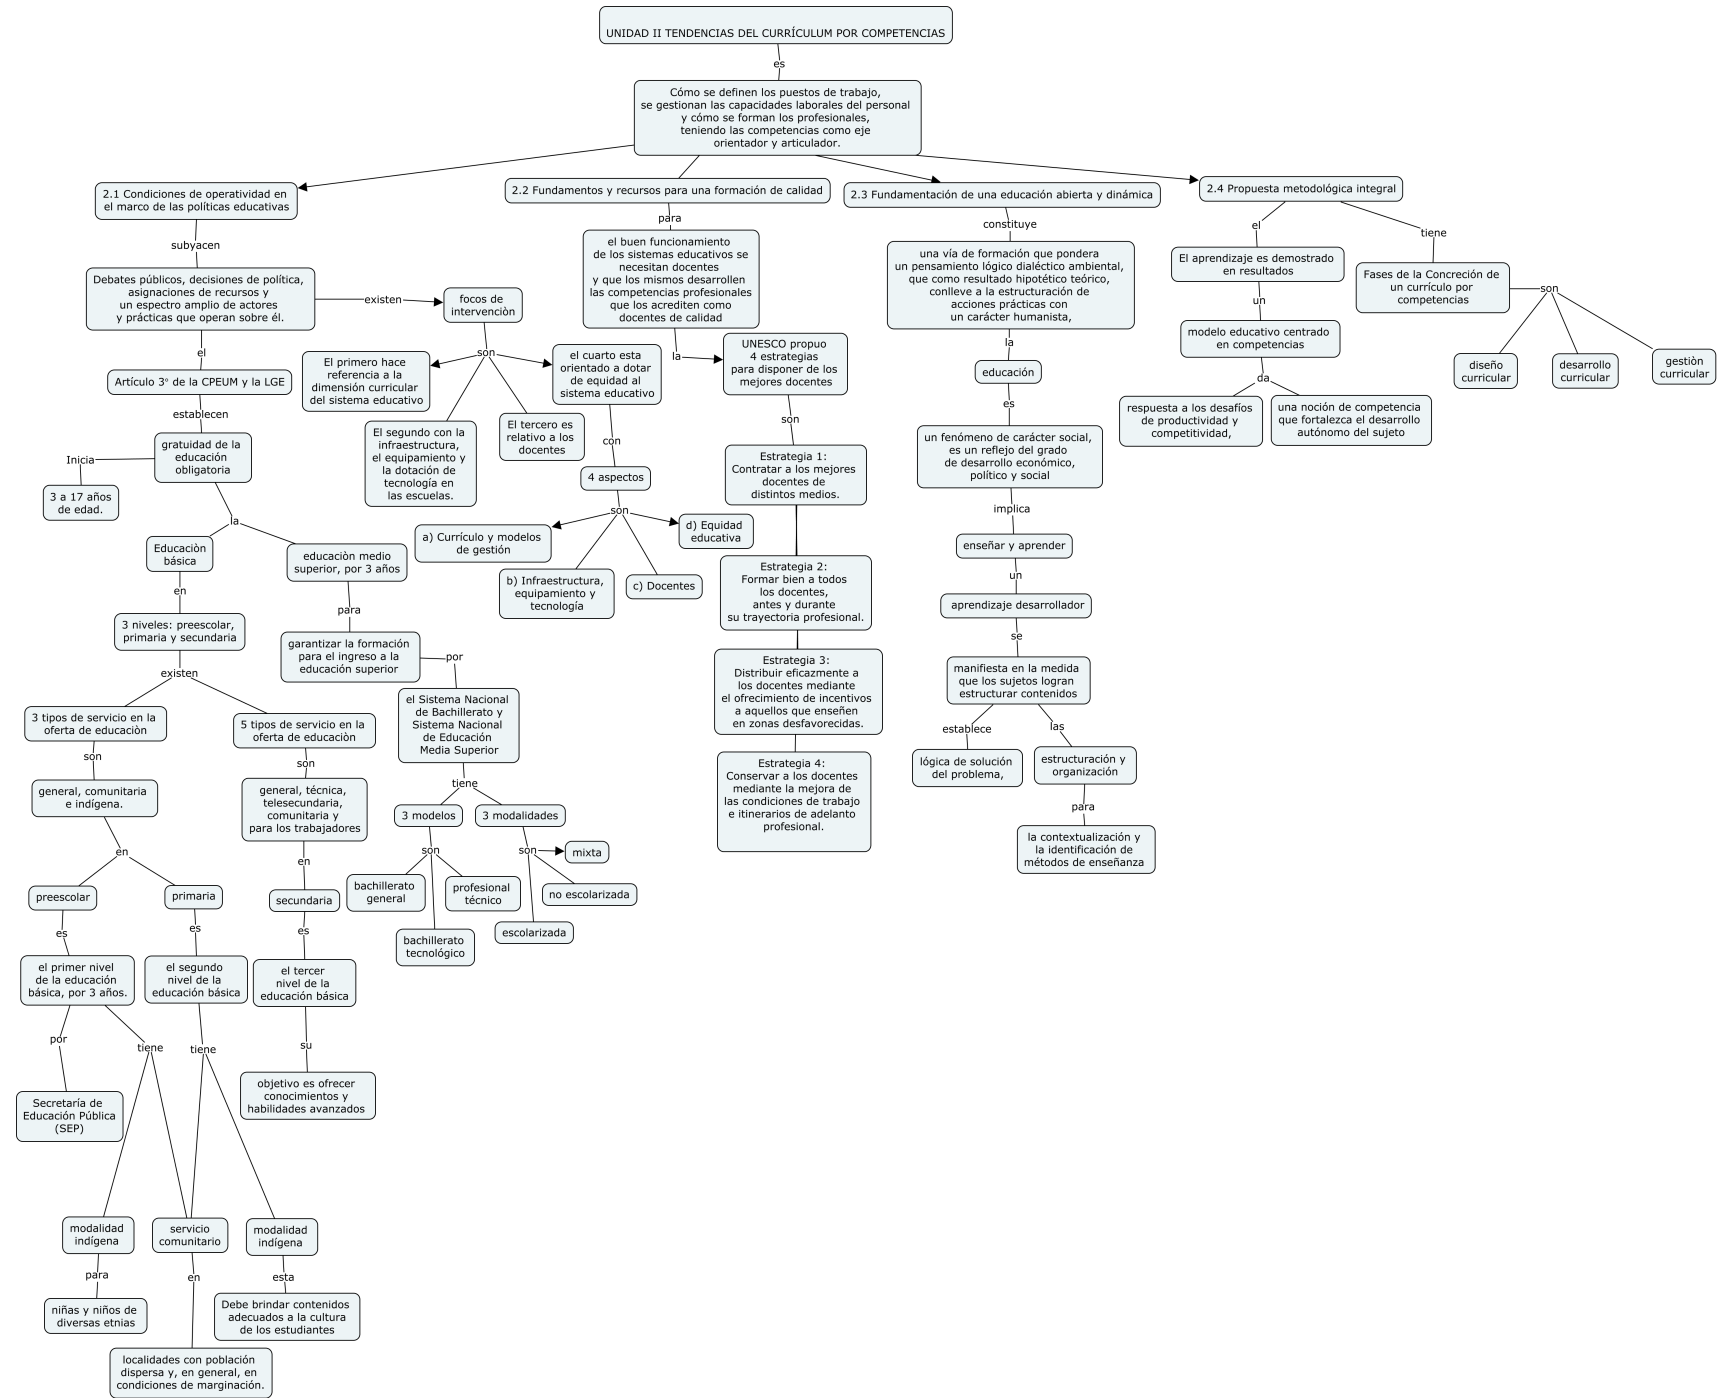 UNIDAD II TENDENCIAS DEL CURRÍCULUM POR COMPETENCIAS
es
Cómo se definen los puestos de trabajo,
se gestionan las capacidades laborales del personal
y cómo se forman los profesionales,
teniendo las competencias como eje
orientador y articulador.
2.1 Condiciones de operatividad en
el marco de las políticas educativas
subyacen
Debates públicos, decisiones de política,
asignaciones de recursos y
un espectro amplio de actores
y prácticas que operan sobre él.
existen
focos de
intervenciòn
son
El primero hace
referencia a la
dimensión curricular
del sistema educativo
El segundo con la
infraestructura,
el equipamiento y
la dotación de
tecnología en
las escuelas.
El tercero es
relativo a los
docentes
el cuarto esta
orientado a dotar
de equidad al
sistema educativo
con
4 aspectos
son
a) Currículo y modelos
de gestión
b) Infraestructura,
equipamiento y
tecnología
c) Docentes
d) Equidad
educativa
el
Artículo 3° de la CPEUM y la LGE
establecen
gratuidad de la
educación
obligatoria
Inicia
3 a 17 años
de edad.
la
Educaciòn
básica
en
3 niveles: preescolar,
primaria y secundaria
existen
3 tipos de servicio en la
oferta de educaciòn
son
general, comunitaria
e indígena.
en
preescolar
es
el primer nivel
de la educación
básica, por 3 años.
por
Secretaría de
Educación Pública
(SEP)
tiene
modalidad
indígena
para
niñas y niños de
diversas etnias
primaria
es
el segundo
nivel de la
educación básica
tiene
servicio
comunitario
en
localidades con población
dispersa y, en general, en
condiciones de marginación.
modalidad
indígena
esta
Debe brindar contenidos
adecuados a la cultura
de los estudiantes
5 tipos de servicio en la
oferta de educaciòn
son
general, técnica,
telesecundaria,
comunitaria y
para los trabajadores
en
secundaria
es
el tercer
nivel de la
educación básica
su
objetivo es ofrecer
conocimientos y
habilidades avanzados
educaciòn medio
superior, por 3 años
para
garantizar la formación
para el ingreso a la
educación superior
por
el Sistema Nacional
de Bachillerato y
Sistema Nacional
de Educación
Media Superior
tiene
3 modelos
son
bachillerato
general
bachillerato
tecnológico
profesional
técnico
3 modalidades
son
mixta
no escolarizada
escolarizada
2.2 Fundamentos y recursos para una formación de calidad
para
el buen funcionamiento
de los sistemas educativos se
necesitan docentes
y que los mismos desarrollen
las competencias profesionales
que los acrediten como
docentes de calidad
la
UNESCO propuo
4 estrategias
para disponer de los
mejores docentes
son
Estrategia 1:
Contratar a los mejores
docentes de
distintos medios.
Estrategia 2:
Formar bien a todos
los docentes,
antes y durante
su trayectoria profesional.
Estrategia 3:
Distribuir eficazmente a
los docentes mediante
el ofrecimiento de incentivos
a aquellos que enseñen
en zonas desfavorecidas.
Estrategia 4:
Conservar a los docentes
mediante la mejora de
las condiciones de trabajo
e itinerarios de adelanto
profesional.
2.3 Fundamentación de una educación abierta y dinámica
constituye
una vía de formación que pondera
un pensamiento lógico dialéctico ambiental,
que como resultado hipotético teórico,
conlleve a la estructuración de
acciones prácticas con
un carácter humanista,
la
educación
es
un fenómeno de carácter social,
es un reflejo del grado
de desarrollo económico,
político y social
implica
enseñar y aprender
un
aprendizaje desarrollador
se
manifiesta en la medida
que los sujetos logran
estructurar contenidos
establece
lógica de solución
del problema,
las
estructuración y
organización
para
la contextualización y
la identificación de
métodos de enseñanza
2.4 Propuesta metodológica integral
el
El aprendizaje es demostrado
en resultados
un
modelo educativo centrado
en competencias
da
respuesta a los desafíos
de productividad y
competitividad,
una noción de competencia
que fortalezca el desarrollo
autónomo del sujeto
tiene
Fases de la Concreción de
un currículo por
competencias
son
diseño
curricular
desarrollo
curricular
gestiòn
curricular